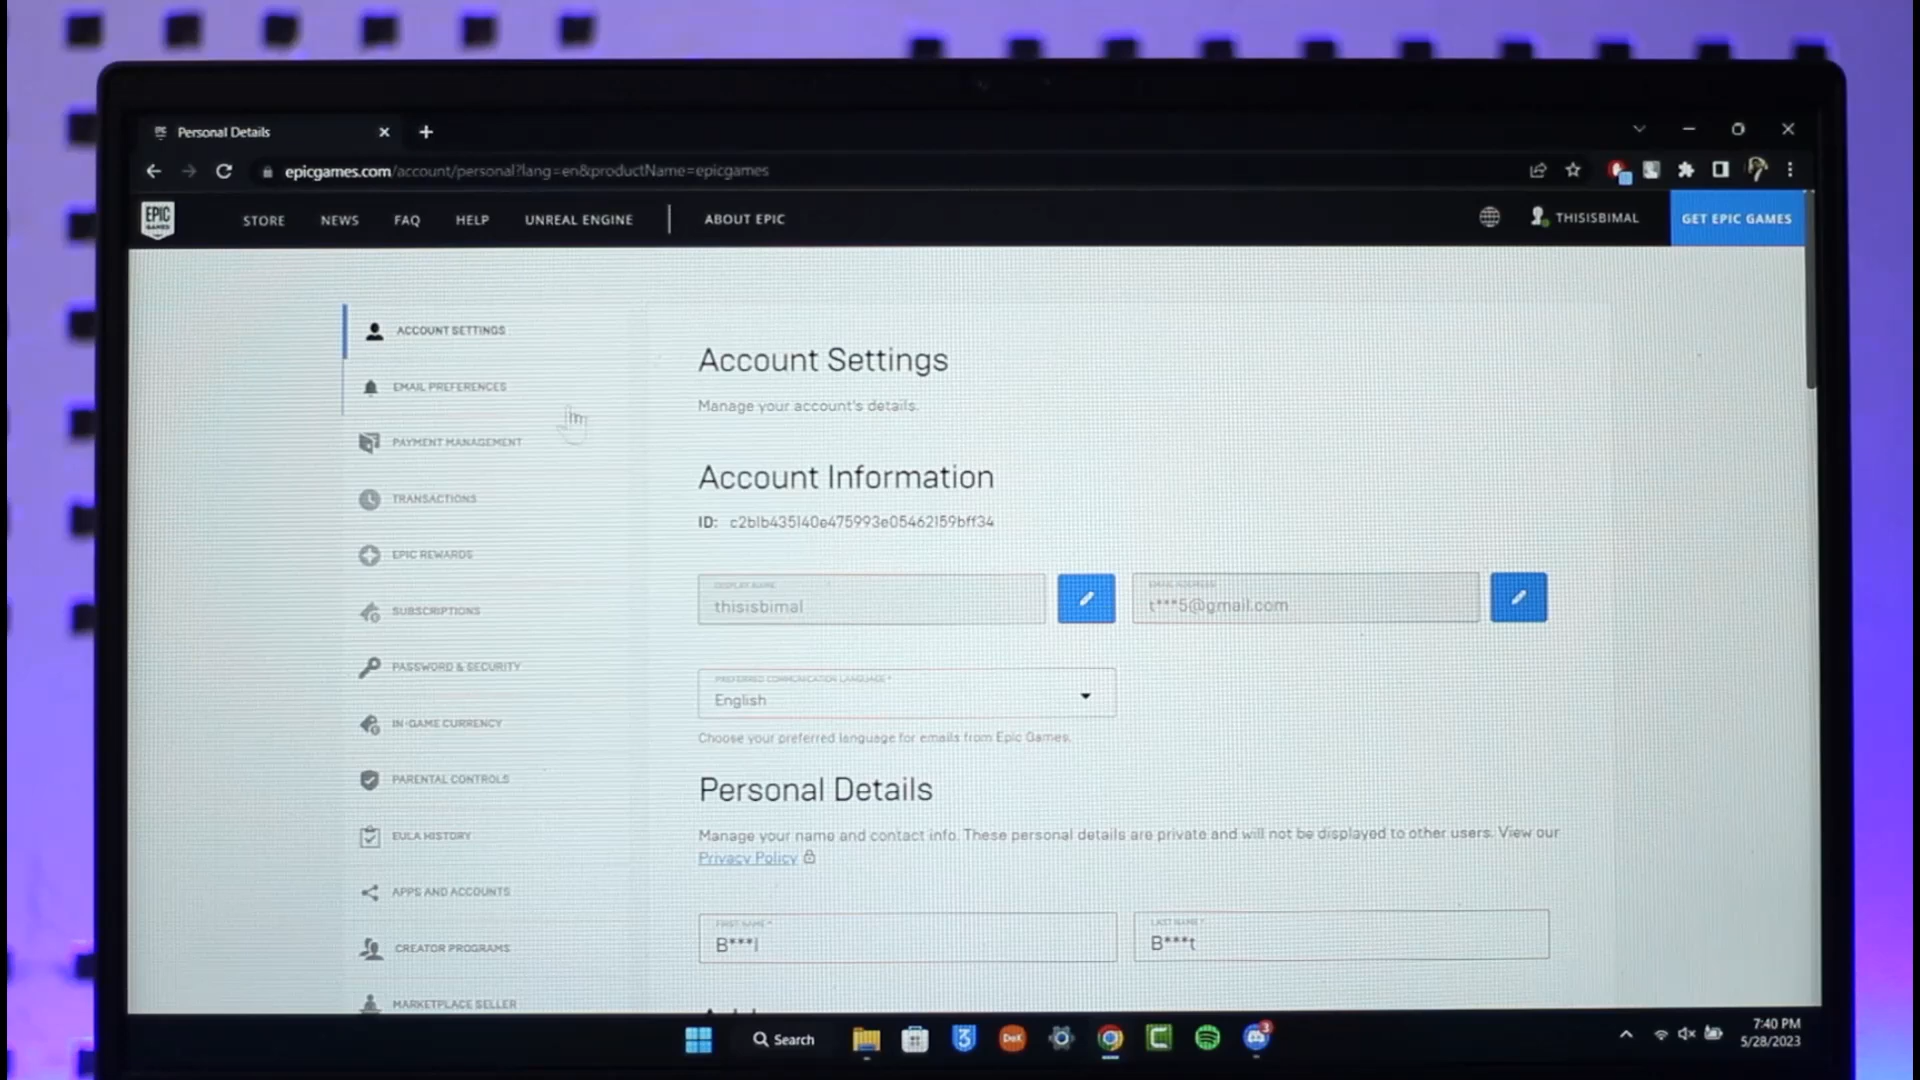 Personal Details
epicgames.com/account/personal?lang=en&productName=epicgames
EPIC GAMES
STORE NEWS FAQ HELP UNREAL ENGINE ABOUT EPIC THISISBIMAL GET EPIC GAMES
ACCOUNT SETTINGS
EMAIL PREFERENCES
PAYMENT MANAGEMENT
TRANSACTIONS
EPIC REWARDS
SUBSCRIPTIONS
PASSWORD & SECURITY
IN-GAME CURRENCY
PARENTAL CONTROLS
EULA HISTORY
APPS AND ACCOUNTS
CREATOR PROGRAMS
MARKETPLACE SELLER
Account Settings
Manage your account's details.
Account Information
ID: c2b1b435140e475993e05462159bff34
DISPLAY NAME
thisisbimal
EMAIL ADDRESS
t***5@gmail.com
PREFERRED COMMUNICATION LANGUAGE *
English
Choose your preferred language for emails from Epic Games.
Personal Details
Manage your name and contact info. These personal details are private and will not be displayed to other users. View our
Privacy Policy
FIRST NAME *
B***l
LAST NAME *
B***t
Search
DeX
3
7:40 PM
5/28/2023